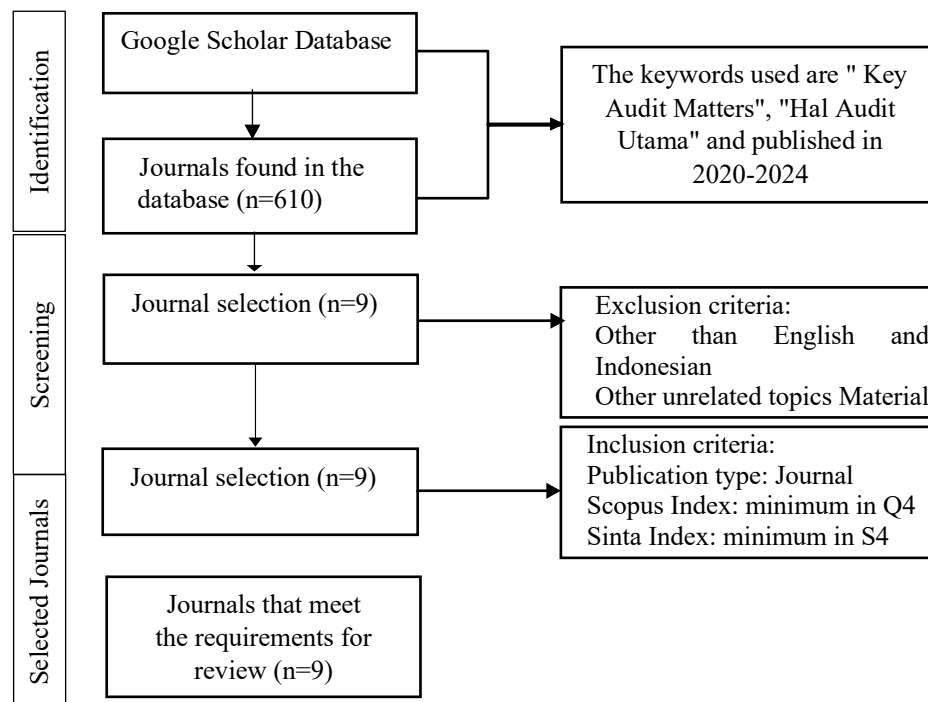 Identification
Google Scholar Database
The keywords used are " Key
Audit Matters", "Hal Audit
Utama" and published in
2020-2024
Journals found in the
database (n=610)
Screening
Journal selection (n=9)
Exclusion criteria:
Other than English and
Indonesian
Other unrelated topics Material
Journal selection (n=9)
Inclusion criteria:
Publication type: Journal
Scopus Index: minimum in Q4
Sinta Index: minimum in S4
Selected Journals
Journals that meet
the requirements for
review (n=9)